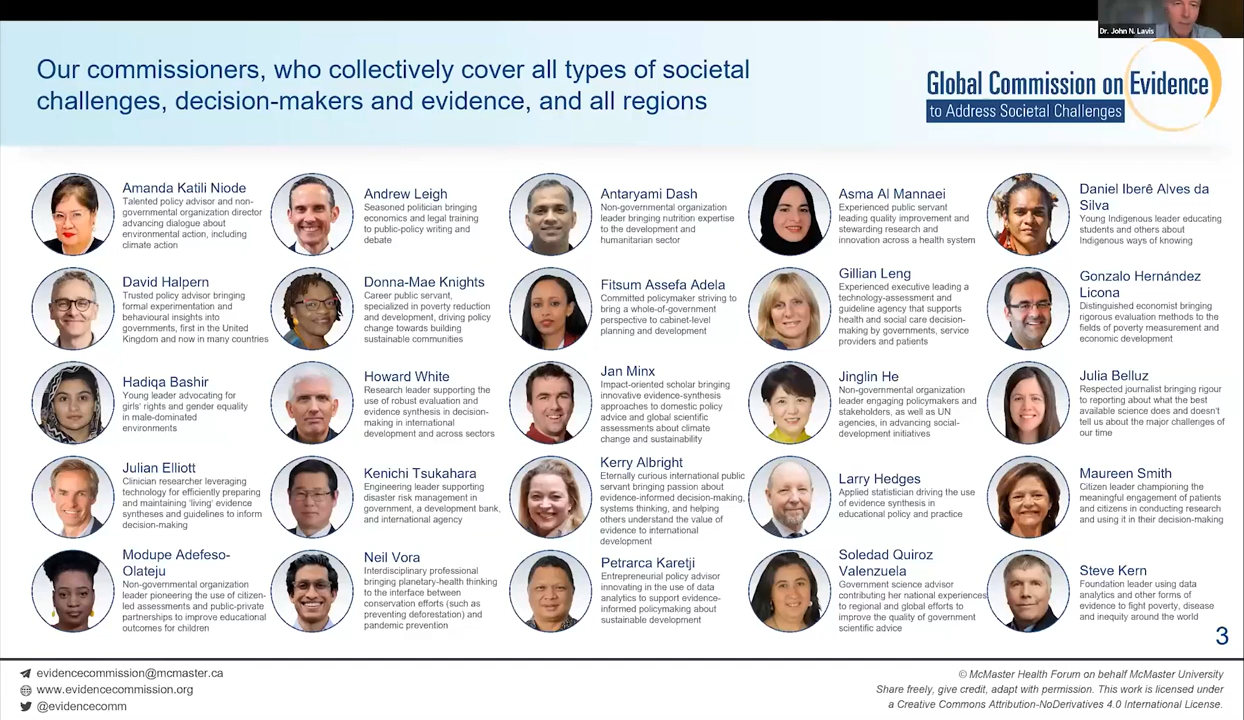 Dr. John N. Lavis
Our commissioners, who collectively cover all types of societal
challenges, decision-makers and evidence, and all regions
Global Commission on Evidence
to Address Societal Challenges
Amanda Katili Niode
Talented policy advisor and non-
governmental organization director
advancing dialogue about
environmental action, including
climate action
Andrew Leigh
Seasoned politician bringing
economics and legal training
to public-policy writing and
debate
Antaryami Dash
Non-governmental organization
leader bringing nutrition expertise
to the development and
humanitarian sector
Asma Al Mannaei
Experienced public servant
leading quality improvement and
stewarding research and
innovation across a health system
Daniel Iberê Alves da
Silva
Young Indigenous leader educating
students and others about
Indigenous ways of knowing
David Halpern
Trusted policy advisor bringing
formal experimentation and
behavioural insights into
governments, first in the United
Kingdom and now in many countries
Donna-Mae Knights
Career public servant,
specialized in poverty reduction
and development, driving policy
change towards building
sustainable communities
Fitsum Assefa Adela
Committed policymaker striving to
bring a whole-of-government
perspective to cabinet-level
planning and development
Gillian Leng
Experienced executive leading a
technology-assessment and
guideline agency that supports
health and social care decision-
making by governments, service
providers and patients
Gonzalo Hernández
Licona
Distinguished economist bringing
rigorous evaluation methods to the
fields of poverty measurement and
economic development
Hadiqa Bashir
Young leader advocating for
girls' rights and gender equality
in male-dominated
environments
Howard White
Research leader supporting the
use of robust evaluation and
evidence synthesis in decision-
making in international
development and across sectors
Jan Minx
Impact-oriented scholar bringing
innovative evidence-synthesis
approaches to domestic policy
advice and global scientific
assessments about climate
change and sustainability
Jinglin He
Non-governmental organization
leader engaging policymakers and
stakeholders, as well as UN
agencies, in advancing social-
development initiatives
Julia Belluz
Respected journalist bringing rigour
to reporting about what the best
available science does and doesn't
tell us about the major challenges of
our time
Julian Elliott
Clinician researcher leveraging
technology for efficiently preparing
and maintaining 'living' evidence
syntheses and guidelines to inform
decision-making
Kenichi Tsukahara
Engineering leader supporting
disaster risk management in
government, a development bank,
and international agency
Kerry Albright
Eternally curious international public
servant bringing passion about
evidence-informed decision-making,
systems thinking, and helping
others understand the value of
evidence to international
development
Larry Hedges
Applied statistician driving the use
of evidence synthesis in
educational policy and practice
Maureen Smith
Citizen leader championing the
meaningful engagement of patients
and citizens in conducting research
and using it in their decision-making
Modupe Adefeso-
Olateju
Non-governmental organization
leader pioneering the use of citizen-
led assessments and public-private
partnerships to improve educational
outcomes for children
Neil Vora
Interdisciplinary professional
bringing planetary-health thinking
to the interface between
conservation efforts (such as
preventing deforestation) and
pandemic prevention
Petrarca Karetji
Entrepreneurial policy advisor
innovating in the use of data
analytics to support evidence-
informed policymaking about
sustainable development
Soledad Quiroz
Valenzuela
Government science advisor
contributing her national experiences
to regional and global efforts to
improve the quality of government
scientific advice
Steve Kern
Foundation leader using data
analytics and other forms of
evidence to fight poverty, disease
and inequity around the world
3
evidencecommission@mcmaster.ca
www.evidencecommission.org
@evidencecomm
© McMaster Health Forum on behalf McMaster University
Share freely, give credit, adapt with permission. This work is licensed under
a Creative Commons Attribution-NoDerivatives 4.0 International License.